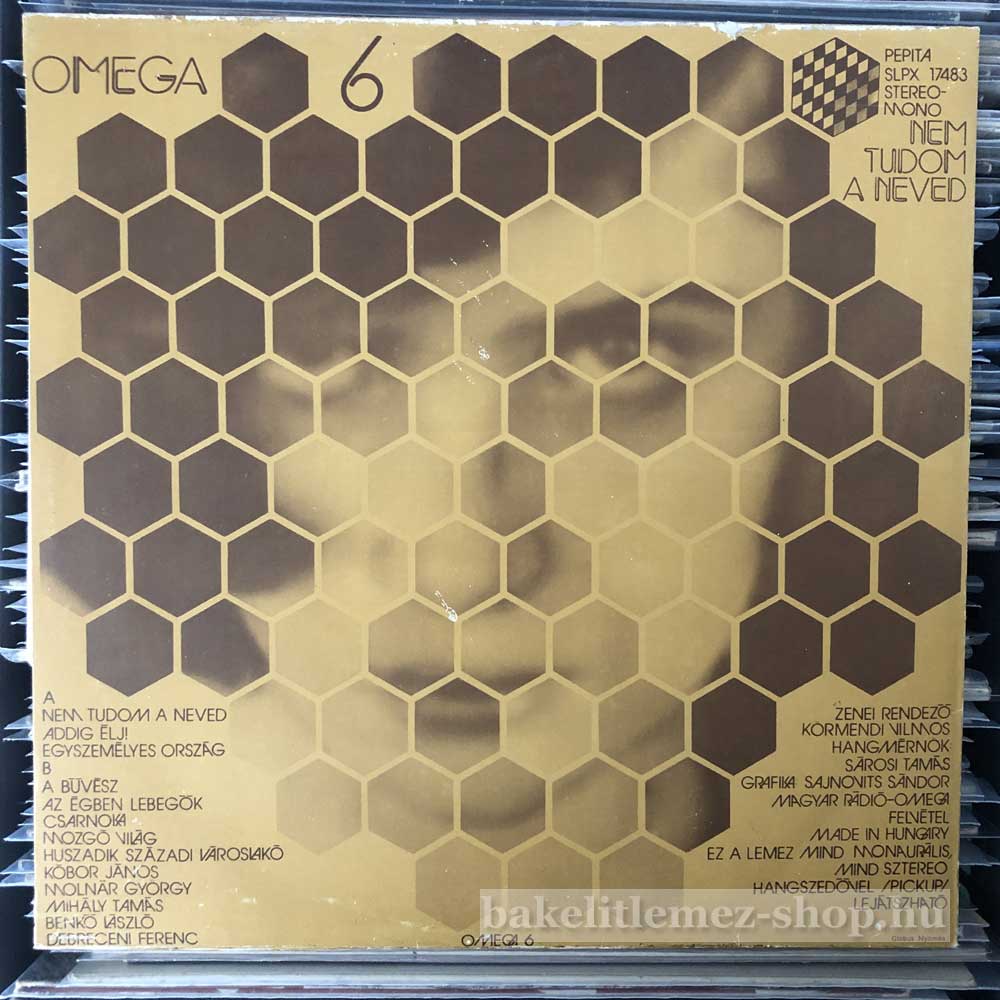 OMEGA 6
PEPITA
SLPX 17483
STEREO-
MONO
NEM
TUDOM
A NEVED
A
NEM TUDOM A NEVED
ADDIG ÉLJ!
EGYSZEMÉLYES ORSZÁG
B
A BŰVÉSZ
AZ ÉGBEN LEBEGŐK
CSARNOKA
MOZGÓ VILÁG
HUSZADIK SZÁZADI VÁROSLAKÓ
KÓBOR JÁNOS
MOLNÁR GYÖRGY
MIHÁLY TAMÁS
BENKŐ LÁSZLÓ
DEBRECENI FERENC
ZENEI RENDEZŐ
KÖRMENDI VILMOS
HANGMÉRNÖK:
SÁROSI TAMÁS
GRAFIKA SAJNOVITS SÁNDOR
MAGYAR RÁDIÓ-OMEGA
FELVÉTEL
MADE IN HUNGARY
EZ A LEMEZ MIND MONAURÁLIS,
MIND SZTEREO
HANGSZEDŐVEL /PICKUP/
LEJÁTSZHATÓ
OMEGA 6
Globus Nyomda
bakelitlemez-shop.hu